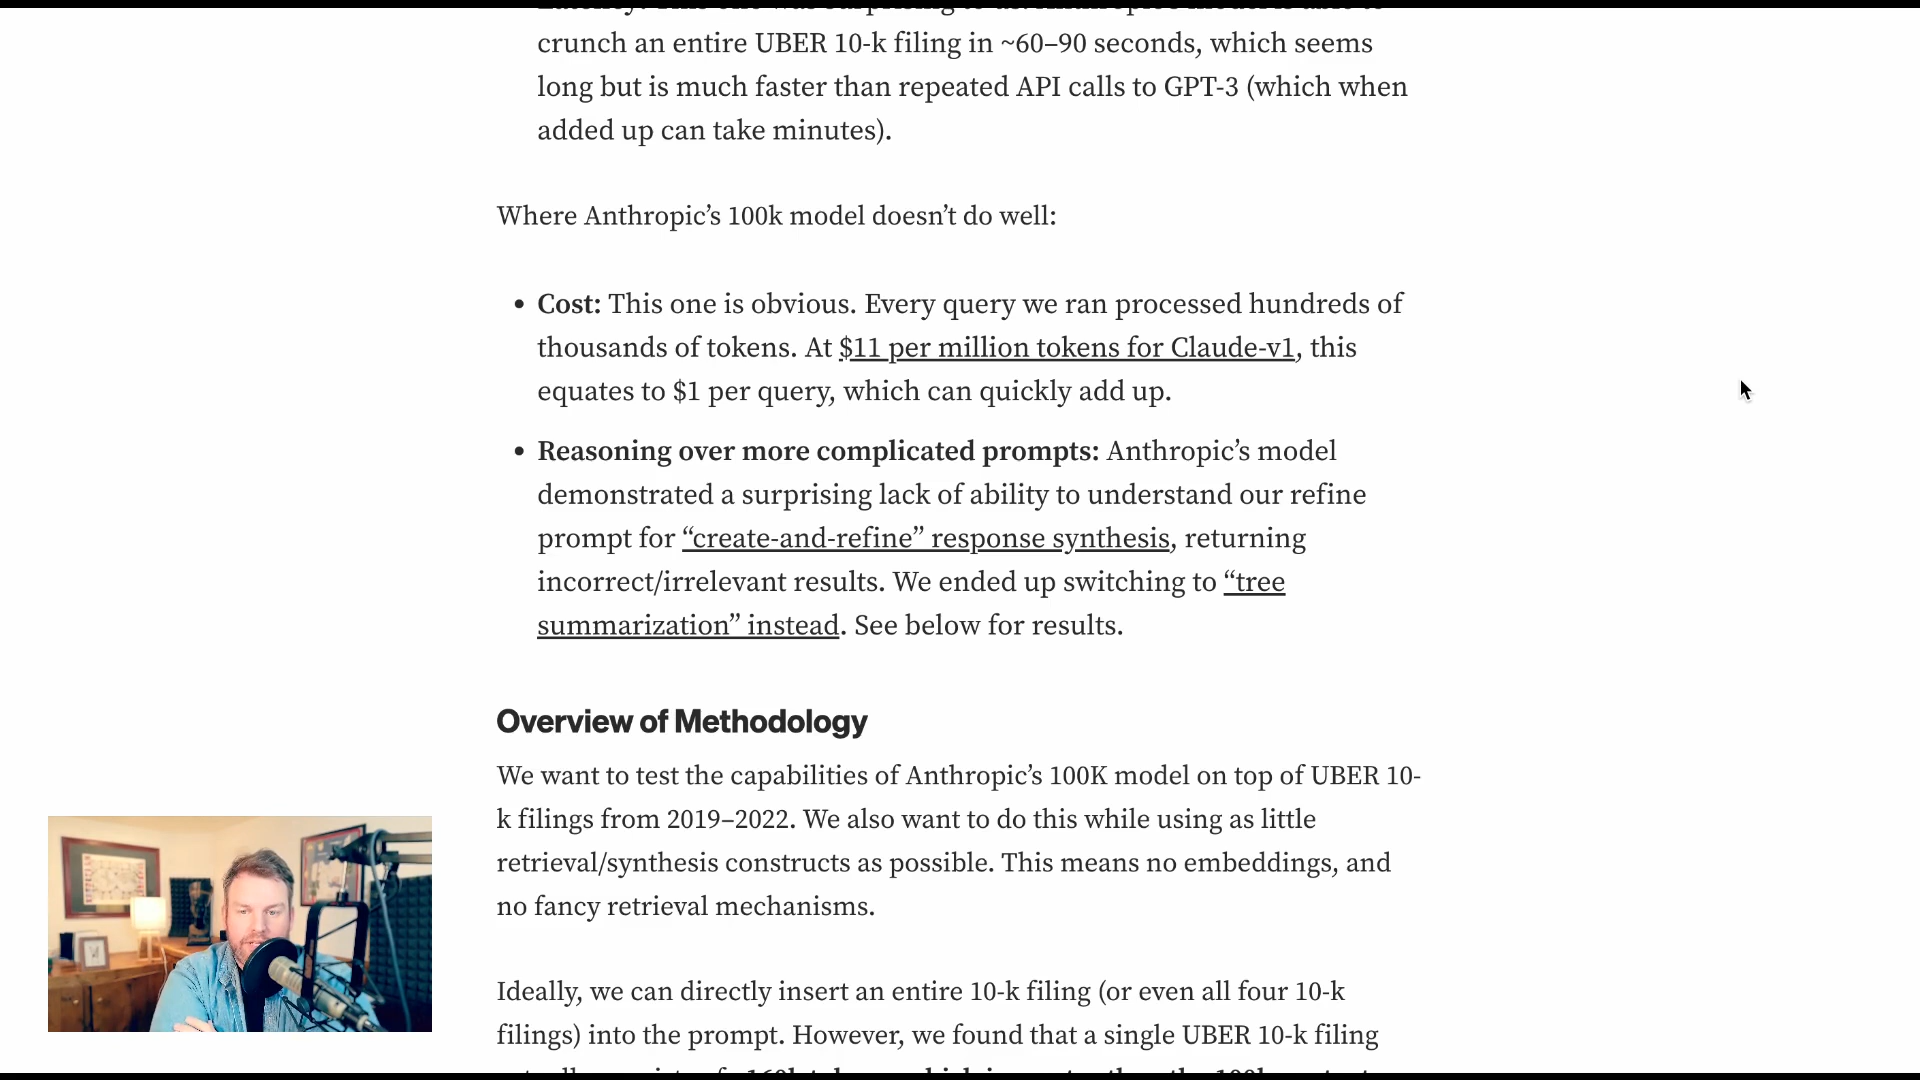 crunch an entire UBER 10-k filing in ~60–90 seconds, which seems
long but is much faster than repeated API calls to GPT-3 (which when
added up can take minutes).
Where Anthropic’s 100k model doesn’t do well:
• Cost: This one is obvious. Every query we ran processed hundreds of
thousands of tokens. At $11 per million tokens for Claude-v1, this
equates to $1 per query, which can quickly add up.
• Reasoning over more complicated prompts: Anthropic’s model
demonstrated a surprising lack of ability to understand our refine
prompt for “create-and-refine” response synthesis, returning
incorrect/irrelevant results. We ended up switching to “tree
summarization” instead. See below for results.
Overview of Methodology
We want to test the capabilities of Anthropic’s 100K model on top of UBER 10-
k filings from 2019–2022. We also want to do this while using as little
retrieval/synthesis constructs as possible. This means no embeddings, and
no fancy retrieval mechanisms.
Ideally, we can directly insert an entire 10-k filing (or even all four 10-k
filings) into the prompt. However, we found that a single UBER 10-k filing